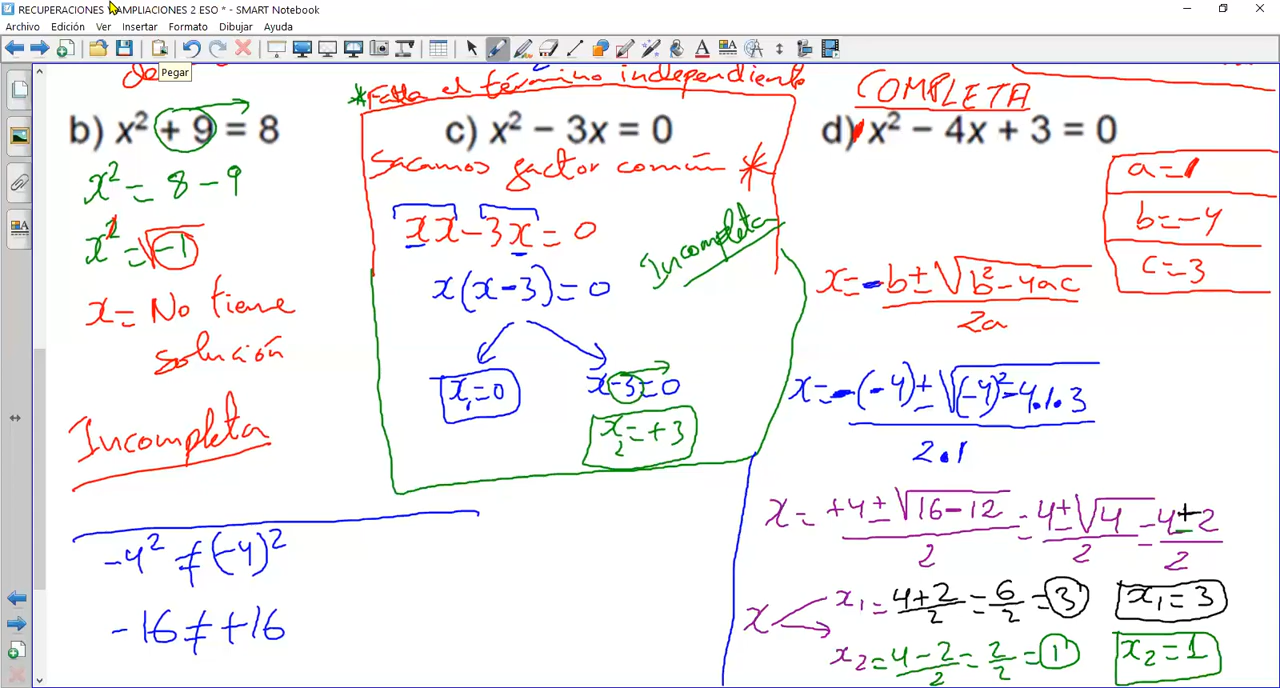 RECUPERACIONES Y AMPLIACIONES 2 ESO * - SMART Notebook
Archivo Edición Ver Insertar Formato Dibujar Ayuda
Pegar
*Falta el término independiente
b) x² + 9 = 8
x² = 8 - 9
x² = √-1
x = No tiene
solución
Incompleta
-4² ≠ (-4)²
-16 ≠ +16
c) x² − 3x = 0
Sacamos factor común *
xx - 3x = 0
x(x-3) = 0
Incompleta
x₁=0
x-3=0
x₂=+3
COMPLETA
d) x² − 4x + 3 = 0
a=1
b=-4
c=-3
x = -b ± √b²-4ac
2a
x = -(-4) ± √(-4)²-4.1.3
2.1
x = +4 ± √16-12 = 4 ± √4 = 4 ± 2
2 2 2
x
x₁ = 4+2 = 6 = 3
2 2
x₁ = 3
x₂ = 4-2 = 2 = 1
2 2
x₂ = 1